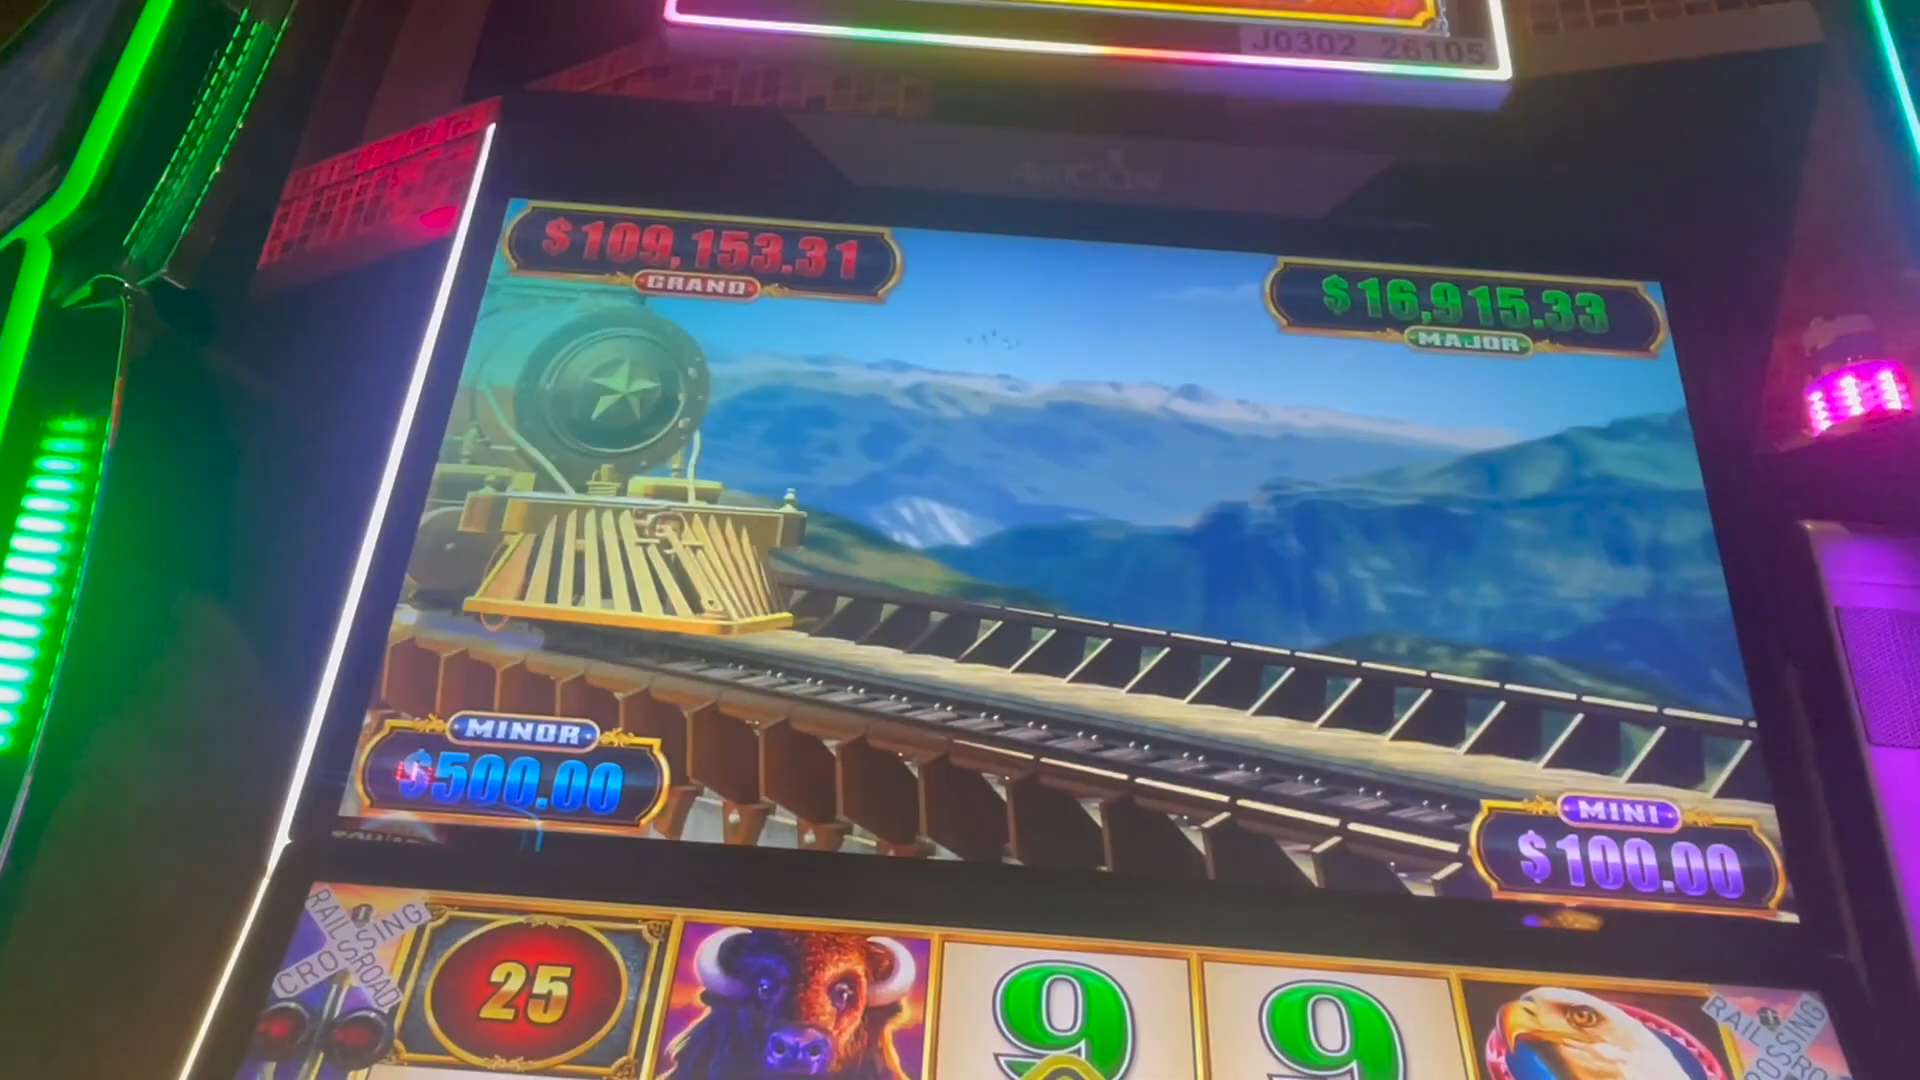 J0302 26105
$109,153.31
GRAND
$16,915.33
MAJOR
MINOR
$500.00
MINI
$100.00
RAILROAD
CROSSING
25
9
9
RAILROAD
CROSSING